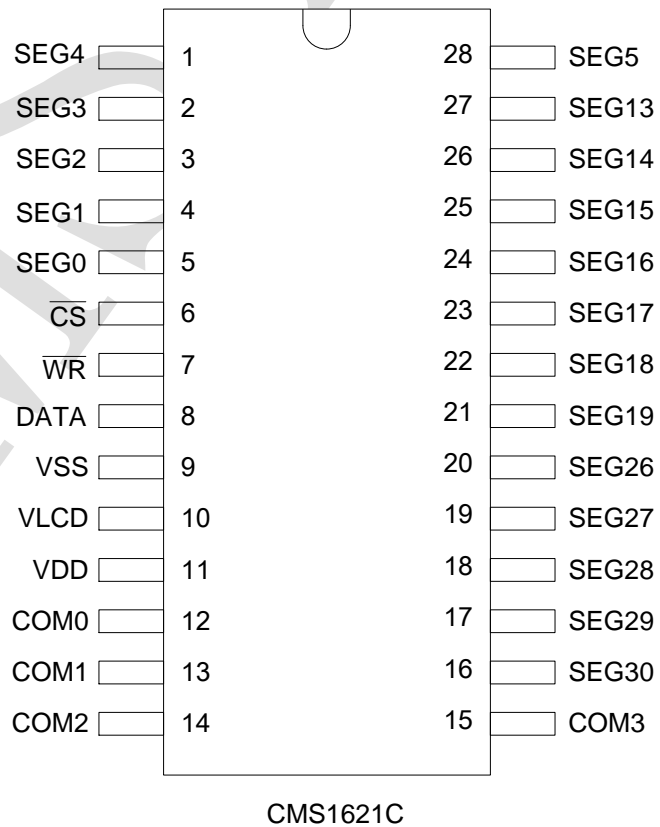 SEG4 1 28 SEG5
SEG3 2 27 SEG13
SEG2 3 26 SEG14
SEG1 4 25 SEG15
SEG0 5 24 SEG16
C̅S̅ 6 23 SEG17
W̅R̅ 7 22 SEG18
DATA 8 21 SEG19
VSS 9 20 SEG26
VLCD 10 19 SEG27
VDD 11 18 SEG28
COM0 12 17 SEG29
COM1 13 16 SEG30
COM2 14 15 COM3
CMS1621C